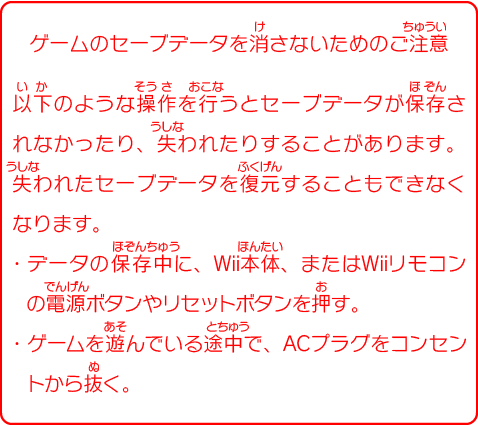 ゲームのセーブデータを消さないためのご注意
以下のような操作を行うとセーブデータが保存さ
れなかったり、失われたりすることがあります。
失われたセーブデータを復元することもできなく
なります。
・データの保存中に、Wii本体、またはWiiリモコン
の電源ボタンやリセットボタンを押す。
・ゲームを遊んでいる途中で、ACプラグをコンセン
トから抜く。